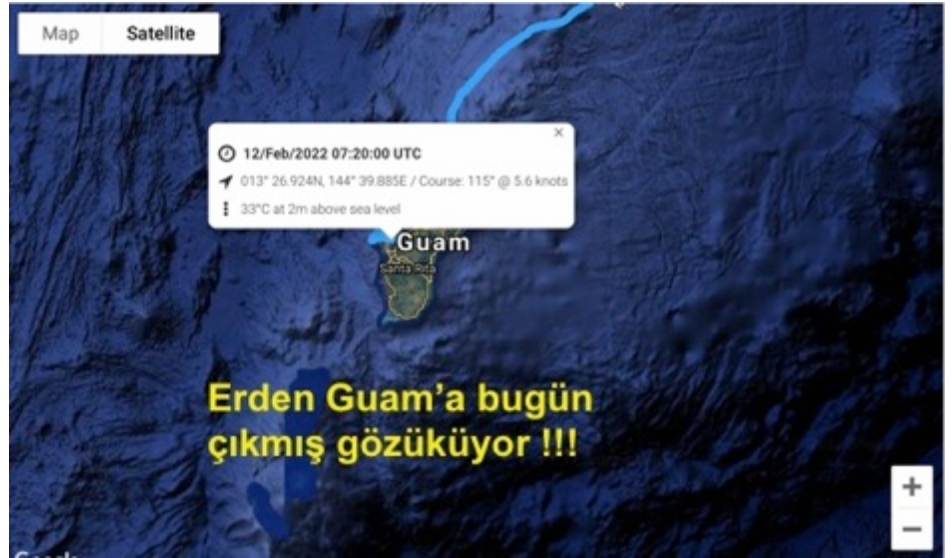 Map Satellite
12/Feb/2022 07:20:00 UTC
013° 26.924N, 144° 39.885E / Course: 115° @ 5.6 knots
33°C at 2m above sea level
Guam
Santa Rita
Erden Guam’a bugün
çıkmış gözüküyor !!!
+
−